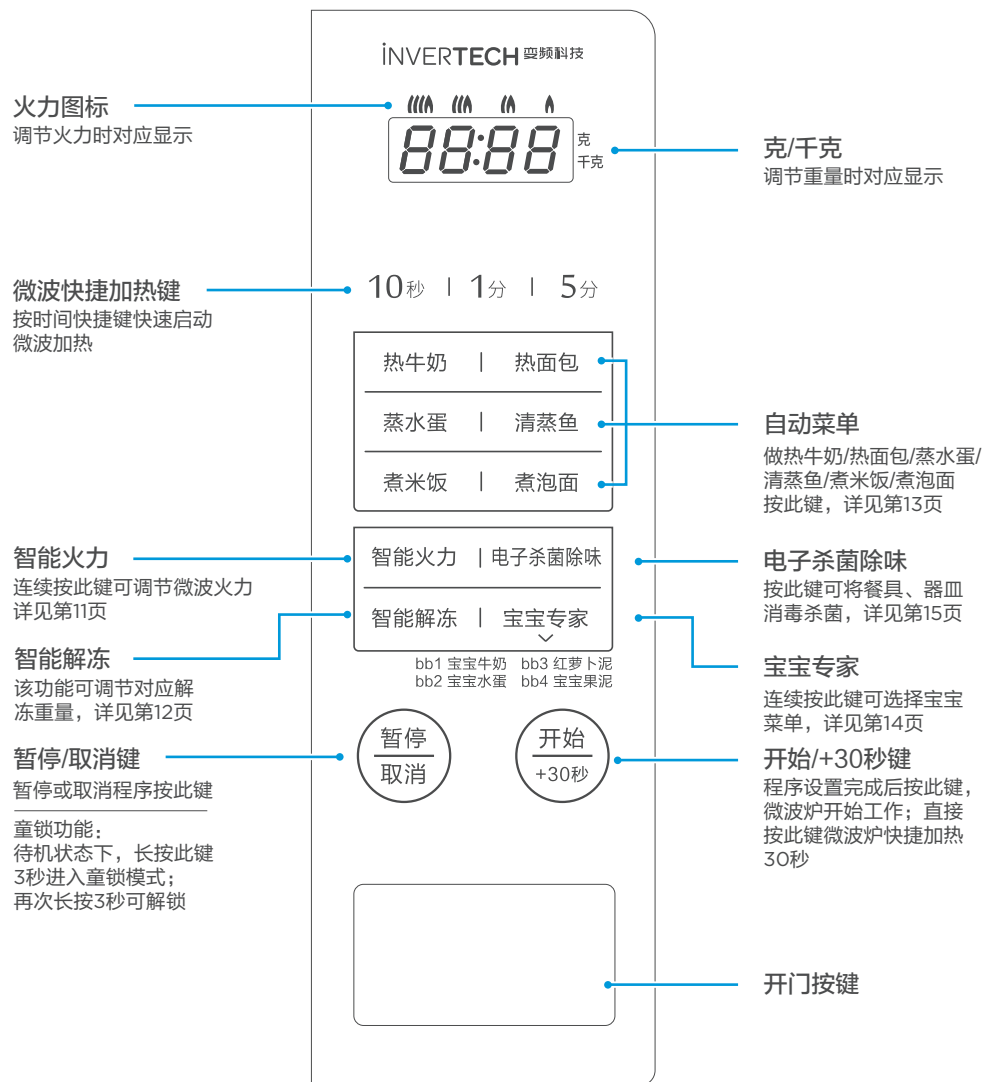 iNVERTECH 变频科技
火力图标
调节火力时对应显示
88:88
克
千克
克/千克
调节重量时对应显示
微波快捷加热键
按时间快捷键快速启动
微波加热
10秒 | 1分 | 5分
热牛奶 | 热面包
蒸水蛋 | 清蒸鱼
煮米饭 | 煮泡面
自动菜单
做热牛奶/热面包/蒸水蛋/
清蒸鱼/煮米饭/煮泡面
按此键，详见第13页
智能火力
连续按此键可调节微波火力
详见第11页
智能火力 | 电子杀菌除味
智能解冻 | 宝宝专家
bb1 宝宝牛奶 bb3 红萝卜泥
bb2 宝宝水蛋 bb4 宝宝果泥
电子杀菌除味
按此键可将餐具、器皿
消毒杀菌，详见第15页
智能解冻
该功能可调节对应解
冻重量，详见第12页
宝宝专家
连续按此键可选择宝宝
菜单，详见第14页
暂停/取消键
暂停或取消程序按此键
童锁功能：
待机状态下，长按此键
3秒进入童锁模式；
再次长按3秒可解锁
暂停
取消
开始
+30秒
开始/+30秒键
程序设置完成后按此键，
微波炉开始工作；直接
按此键微波炉快捷加热
30秒
开门按键